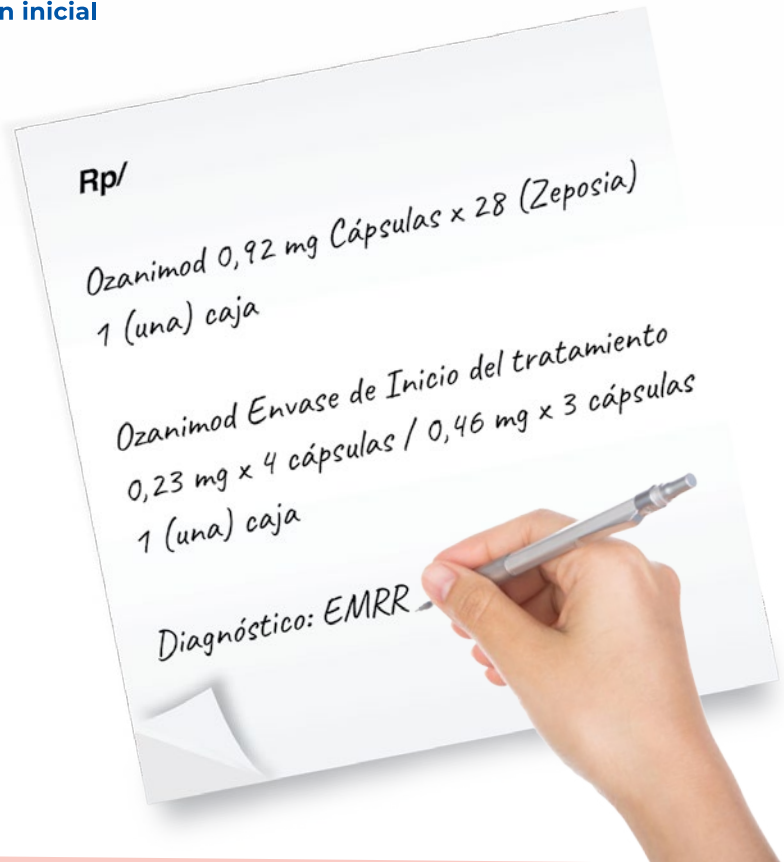 n inicial
Rp/
Ozanimod 0,92 mg Cápsulas x 28 (Zeposia)
1 (una) caja
Ozanimod Envase de Inicio del tratamiento
0,23 mg x 4 cápsulas / 0,46 mg x 3 cápsulas
1 (una) caja
Diagnóstico: EMRR